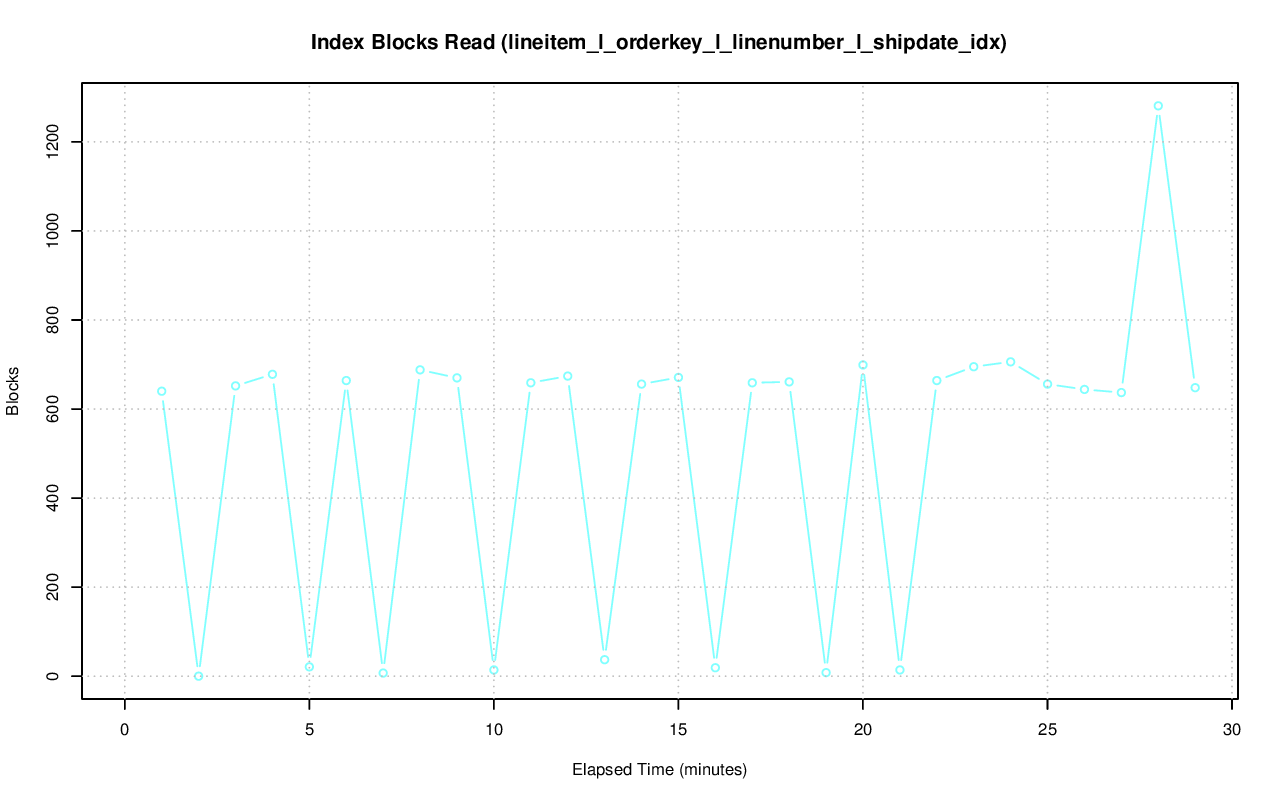 Index Blocks Read (lineitem_l_orderkey_l_linenumber_l_shipdate_idx)
1200
1000
800
600
400
200
0
Blocks
0 5 10 15 20 25 30
Elapsed Time (minutes)